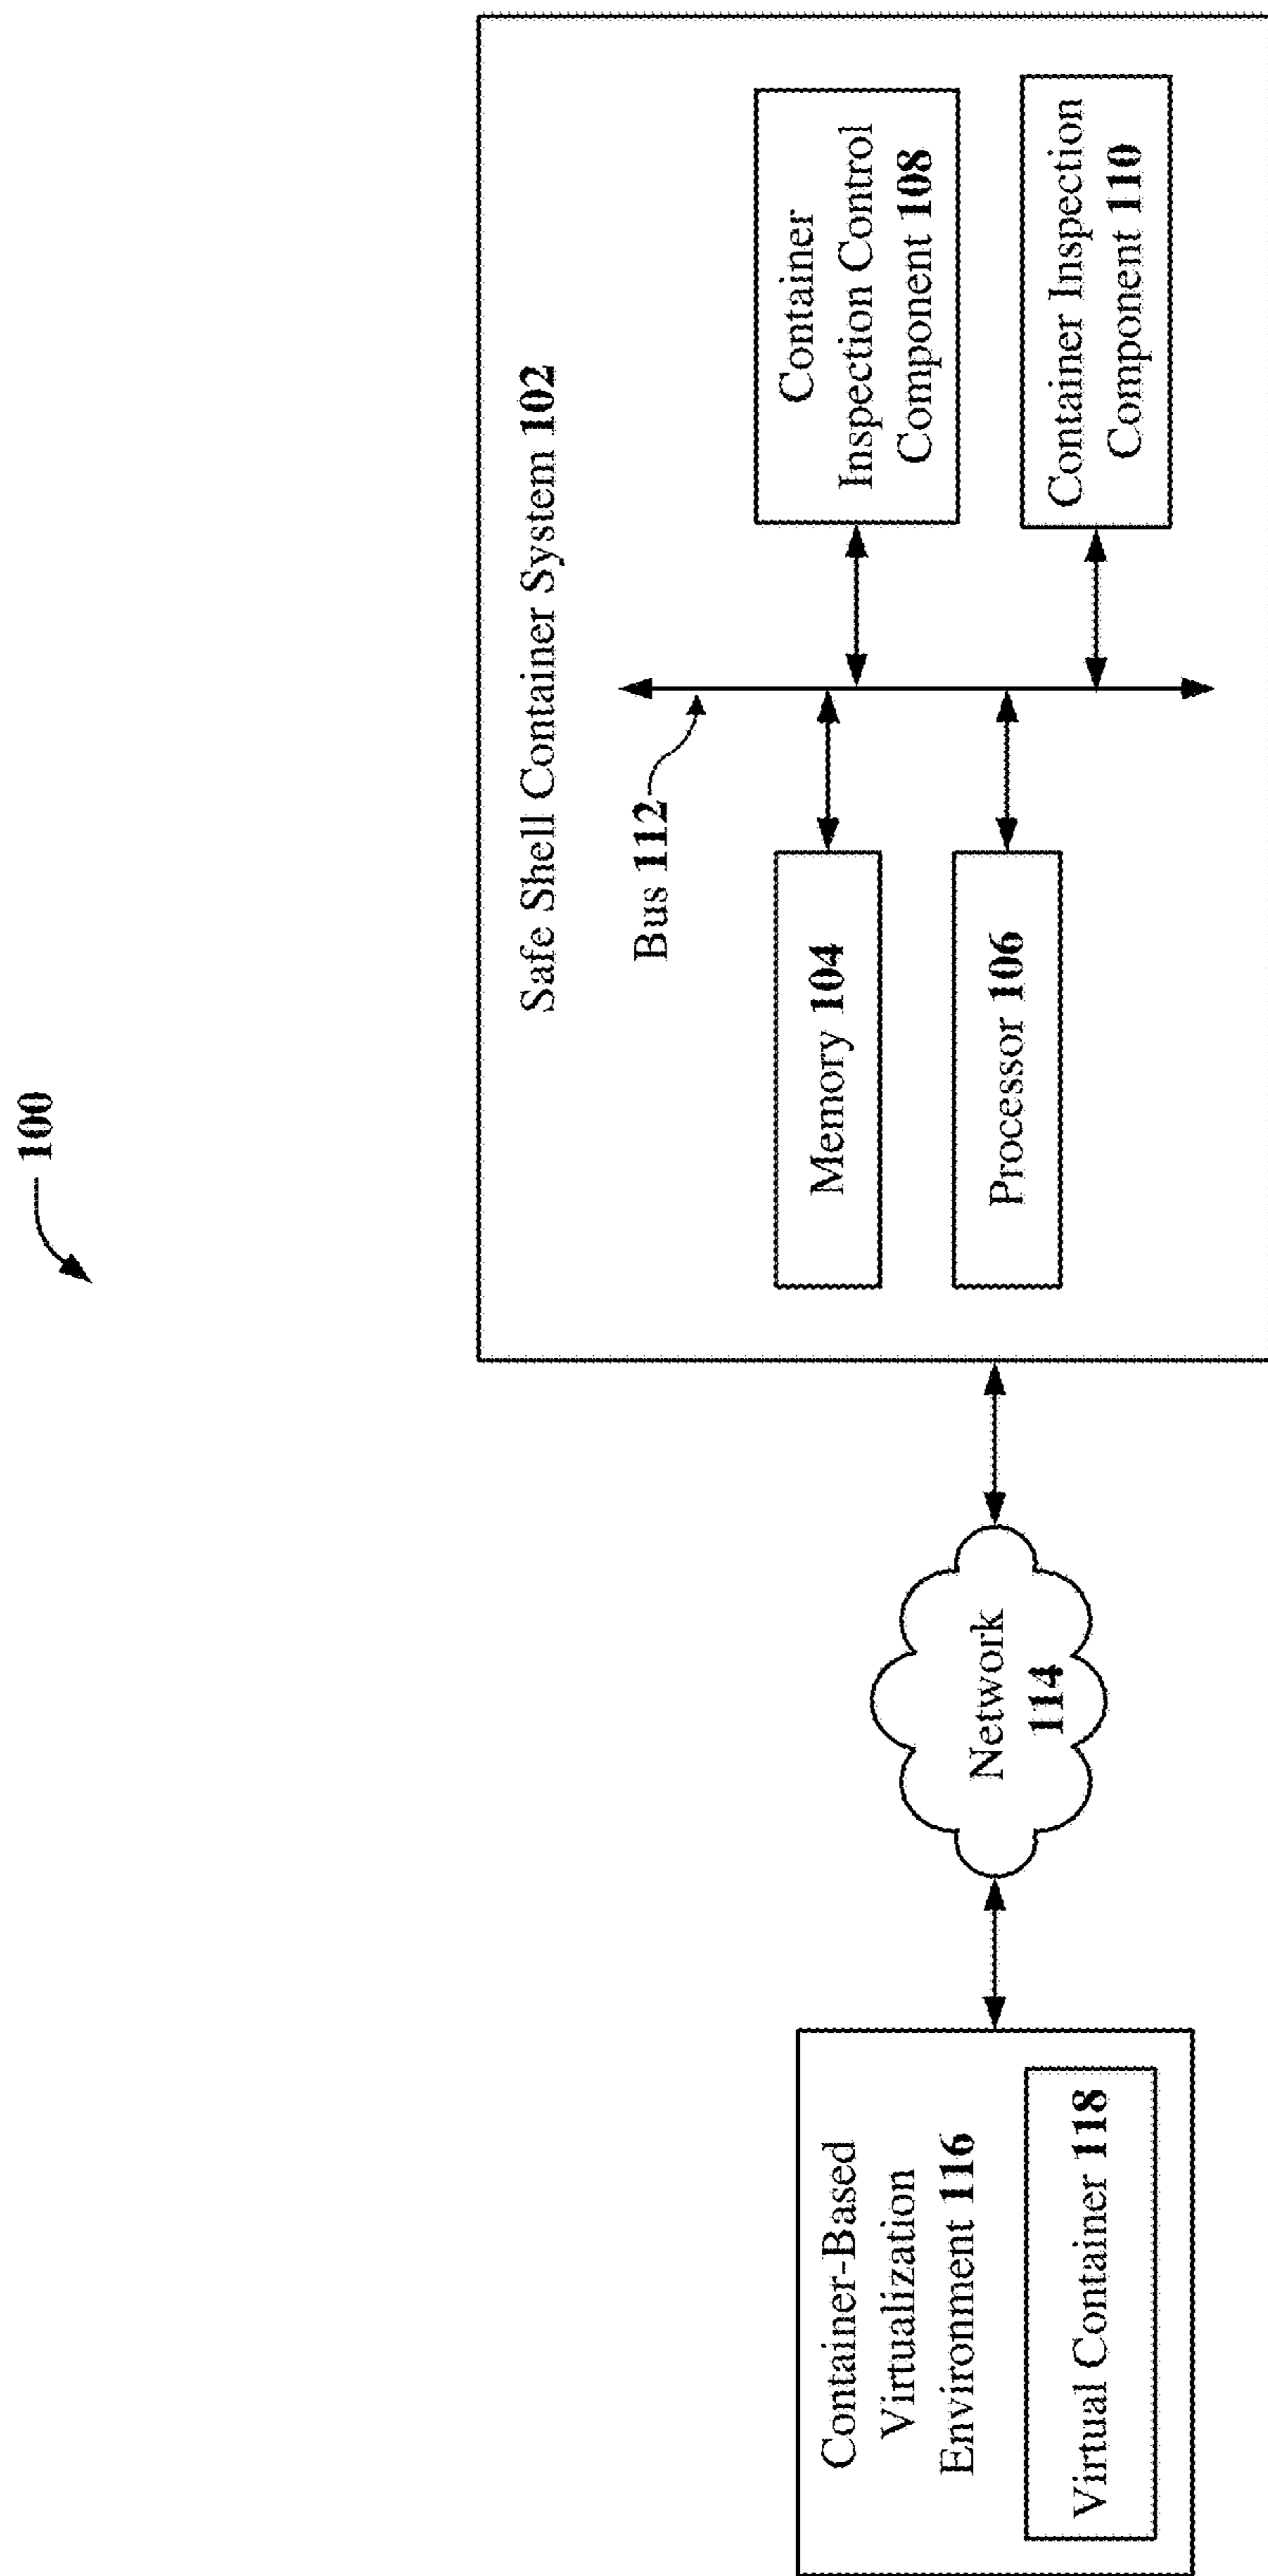 100
Safe Shell Container System 102
Bus 112
Memory 104
Processor 106
Container
Inspection Control
Component 108
Container Inspection
Component 110
Network
114
Container-Based
Virtualization
Environment 116
Virtual Container 118